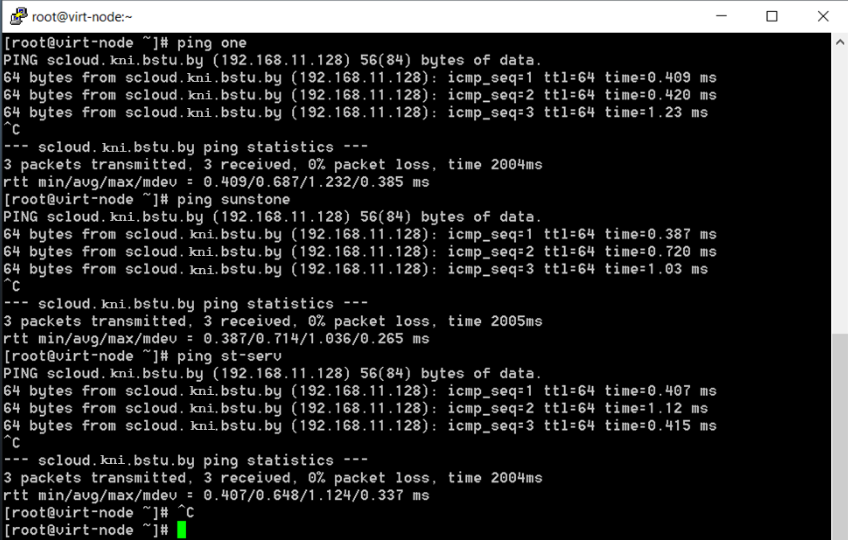 root@virt-node:~
[root@virt-node ~]# ping one
PING scloud.kni.bstu.by (192.168.11.128) 56(84) bytes of data.
64 bytes from scloud.kni.bstu.by (192.168.11.128): icmp_seq=1 ttl=64 time=0.409 ms
64 bytes from scloud.kni.bstu.by (192.168.11.128): icmp_seq=2 ttl=64 time=0.420 ms
64 bytes from scloud.kni.bstu.by (192.168.11.128): icmp_seq=3 ttl=64 time=1.23 ms
^C
--- scloud.kni.bstu.by ping statistics ---
3 packets transmitted, 3 received, 0% packet loss, time 2004ms
rtt min/avg/max/mdev = 0.409/0.687/1.232/0.385 ms
[root@virt-node ~]# ping sunstone
PING scloud.kni.bstu.by (192.168.11.128) 56(84) bytes of data.
64 bytes from scloud.kni.bstu.by (192.168.11.128): icmp_seq=1 ttl=64 time=0.387 ms
64 bytes from scloud.kni.bstu.by (192.168.11.128): icmp_seq=2 ttl=64 time=0.720 ms
64 bytes from scloud.kni.bstu.by (192.168.11.128): icmp_seq=3 ttl=64 time=1.03 ms
^C
--- scloud.kni.bstu.by ping statistics ---
3 packets transmitted, 3 received, 0% packet loss, time 2005ms
rtt min/avg/max/mdev = 0.387/0.714/1.036/0.265 ms
[root@virt-node ~]# ping st-serv
PING scloud.kni.bstu.by (192.168.11.128) 56(84) bytes of data.
64 bytes from scloud.kni.bstu.by (192.168.11.128): icmp_seq=1 ttl=64 time=0.407 ms
64 bytes from scloud.kni.bstu.by (192.168.11.128): icmp_seq=2 ttl=64 time=1.12 ms
64 bytes from scloud.kni.bstu.by (192.168.11.128): icmp_seq=3 ttl=64 time=0.415 ms
^C
--- scloud.kni.bstu.by ping statistics ---
3 packets transmitted, 3 received, 0% packet loss, time 2004ms
rtt min/avg/max/mdev = 0.407/0.648/1.124/0.337 ms
[root@virt-node ~]# ^C
[root@virt-node ~]#